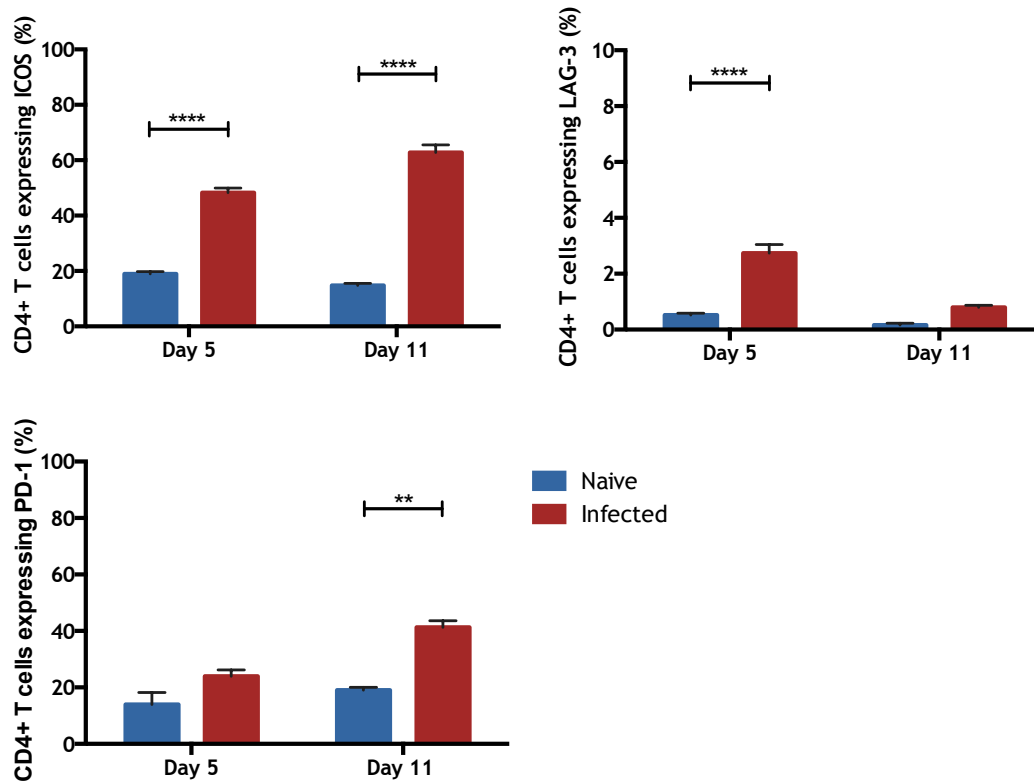 CD4+ T cells expressing ICOS (%)
100
80
60
40
20
0
****
****
Day 5
Day 11
CD4+ T cells expressing LAG-3 (%)
10
8
6
4
2
0
****
Day 5
Day 11
CD4+ T cells expressing PD-1 (%)
100
80
60
40
20
0
**
Day 5
Day 11
Naive
Infected